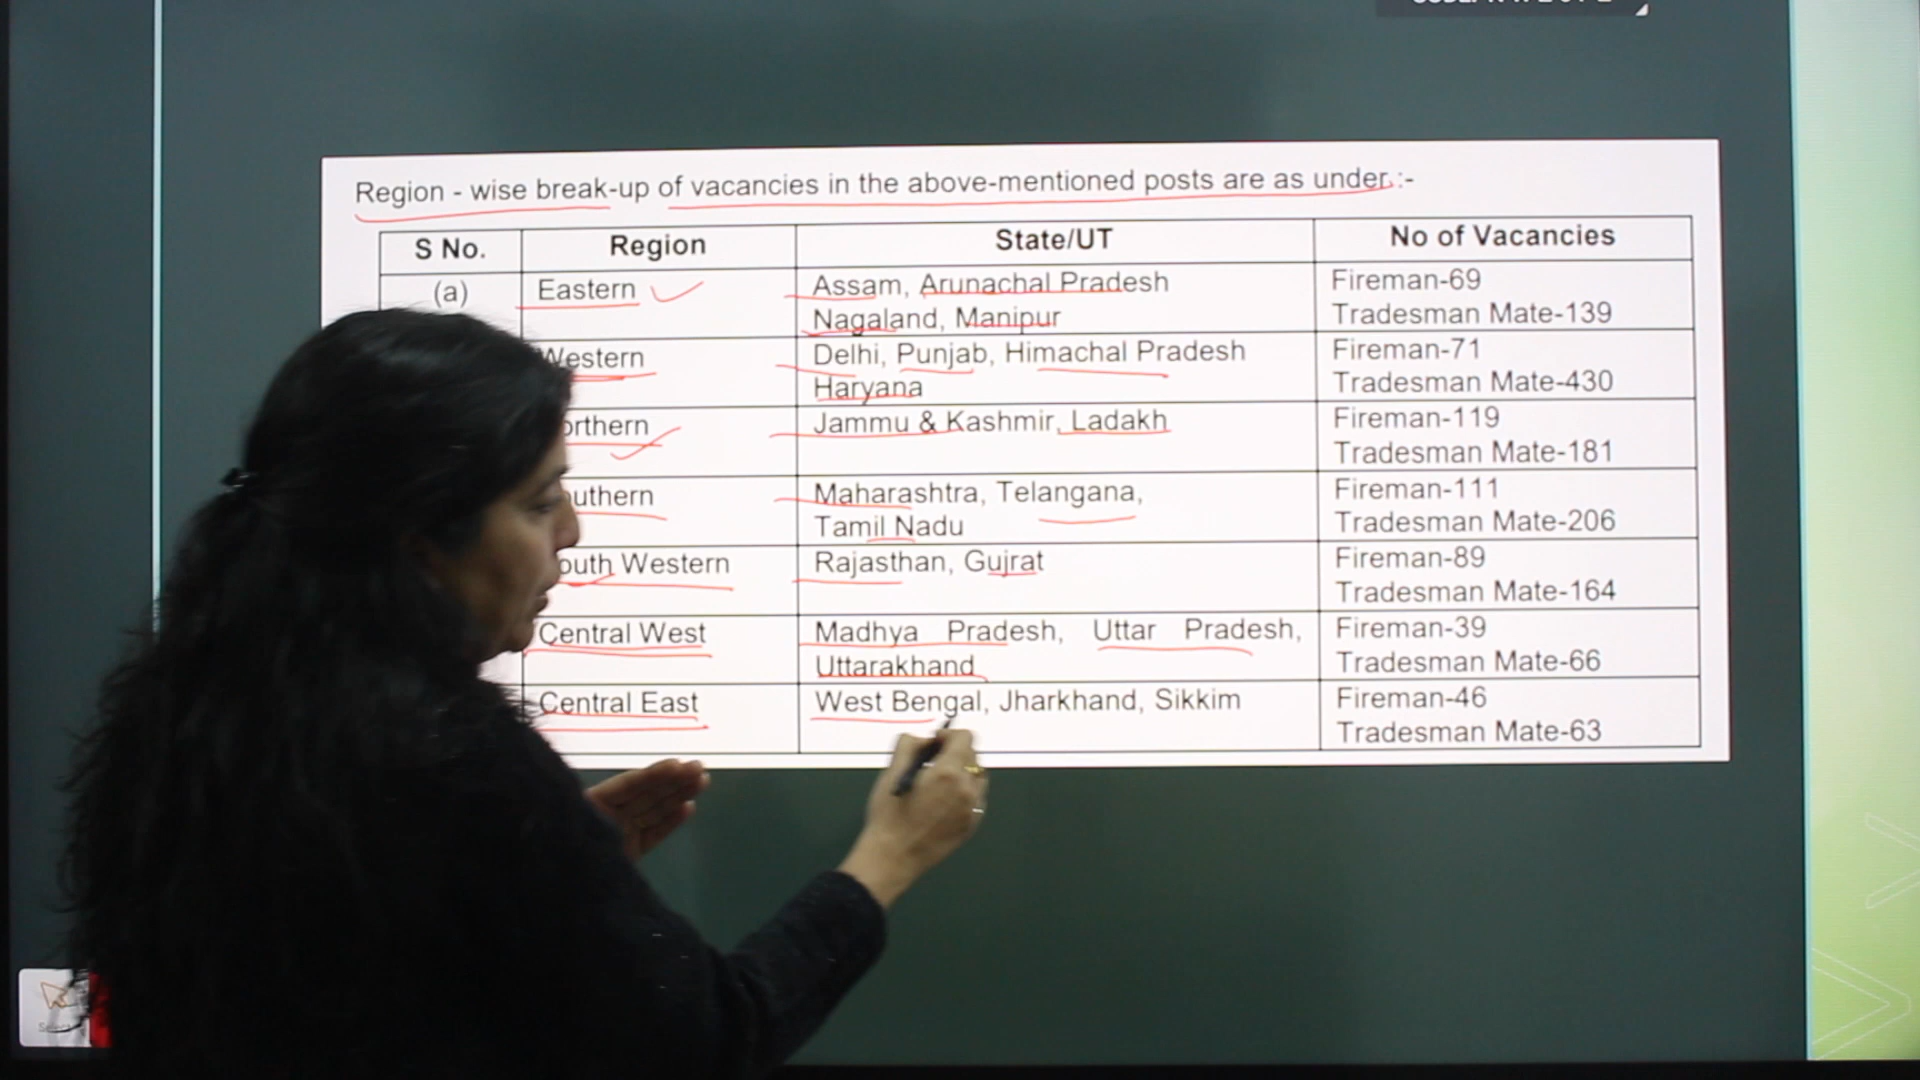 Region - wise break-up of vacancies in the above-mentioned posts are as under :-
S No. Region State/UT No of Vacancies
(a) Eastern Assam, Arunachal Pradesh Fireman-69
Nagaland, Manipur Tradesman Mate-139
Western Delhi, Punjab, Himachal Pradesh Fireman-71
Haryana Tradesman Mate-430
orthern Jammu & Kashmir, Ladakh Fireman-119
Tradesman Mate-181
uthern Maharashtra, Telangana, Fireman-111
Tamil Nadu Tradesman Mate-206
outh Western Rajasthan, Gujrat Fireman-89
Tradesman Mate-164
Central West Madhya Pradesh, Uttar Pradesh, Fireman-39
Uttarakhand Tradesman Mate-66
Central East West Bengal, Jharkhand, Sikkim Fireman-46
Tradesman Mate-63